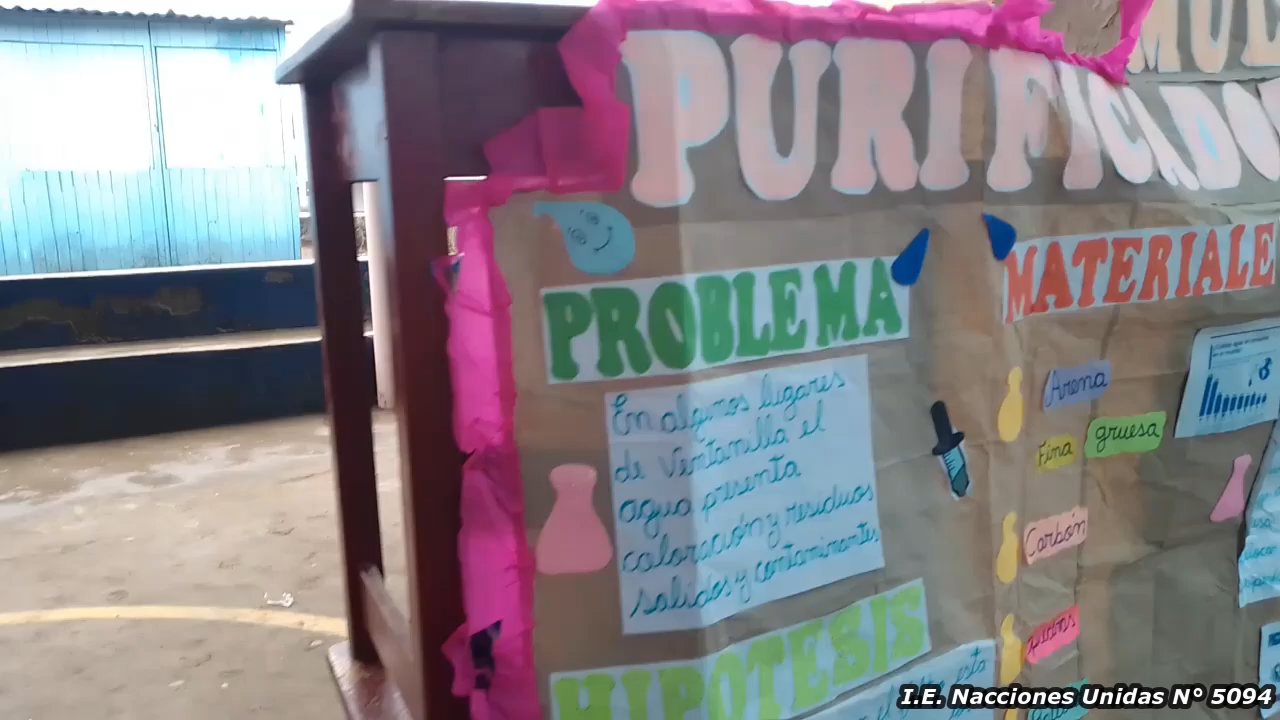 PURIFICADO
PROBLEMA
En algunos lugares
de Ventanilla el
agua presenta
coloración y residuos
salidos y contaminantes
HIPOTESIS
MATERIALE
Arena
Fina
gruesa
Carbón
I.E. Nacciones Unidas N° 5094